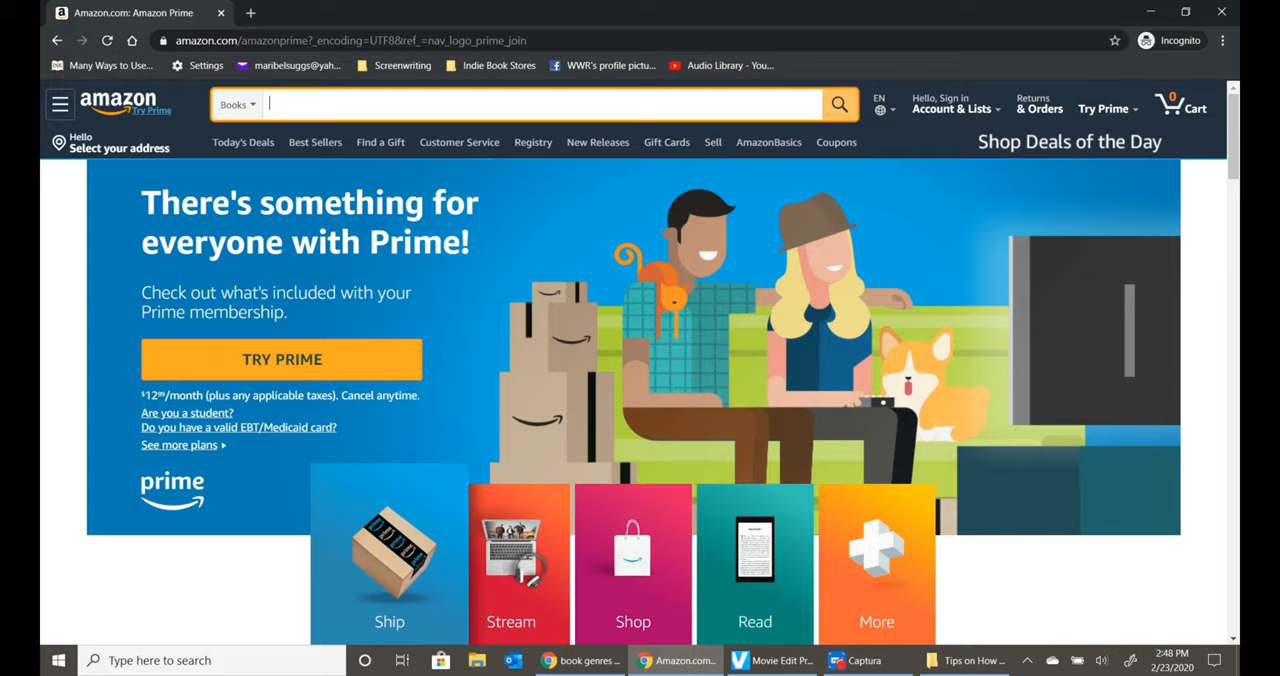 Amazon.com: Amazon Prime
amazon.com/amazonprime?_encoding=UTF8&ref_=nav_logo_prime_join
Incognito
Many Ways to Use...
Settings
maribelsuggs@yah...
Screenwriting
Indie Book Stores
WWR's profile pictu...
Audio Library - You...
amazon
Try Prime
Books
EN
Hello, Sign in
Account & Lists
Returns
& Orders
Try Prime
0
Cart
Hello
Select your address
Today's Deals
Best Sellers
Find a Gift
Customer Service
Registry
New Releases
Gift Cards
Sell
AmazonBasics
Coupons
Shop Deals of the Day
There's something for
everyone with Prime!
Check out what's included with your
Prime membership.
TRY PRIME
$12.99/month (plus any applicable taxes). Cancel anytime.
Are you a student?
Do you have a valid EBT/Medicaid card?
See more plans
prime
Ship
Stream
Shop
Read
More
Type here to search
book genres ...
Amazon.com...
Movie Edit Pr...
Captura
Tips on How ...
2:48 PM
2/23/2020